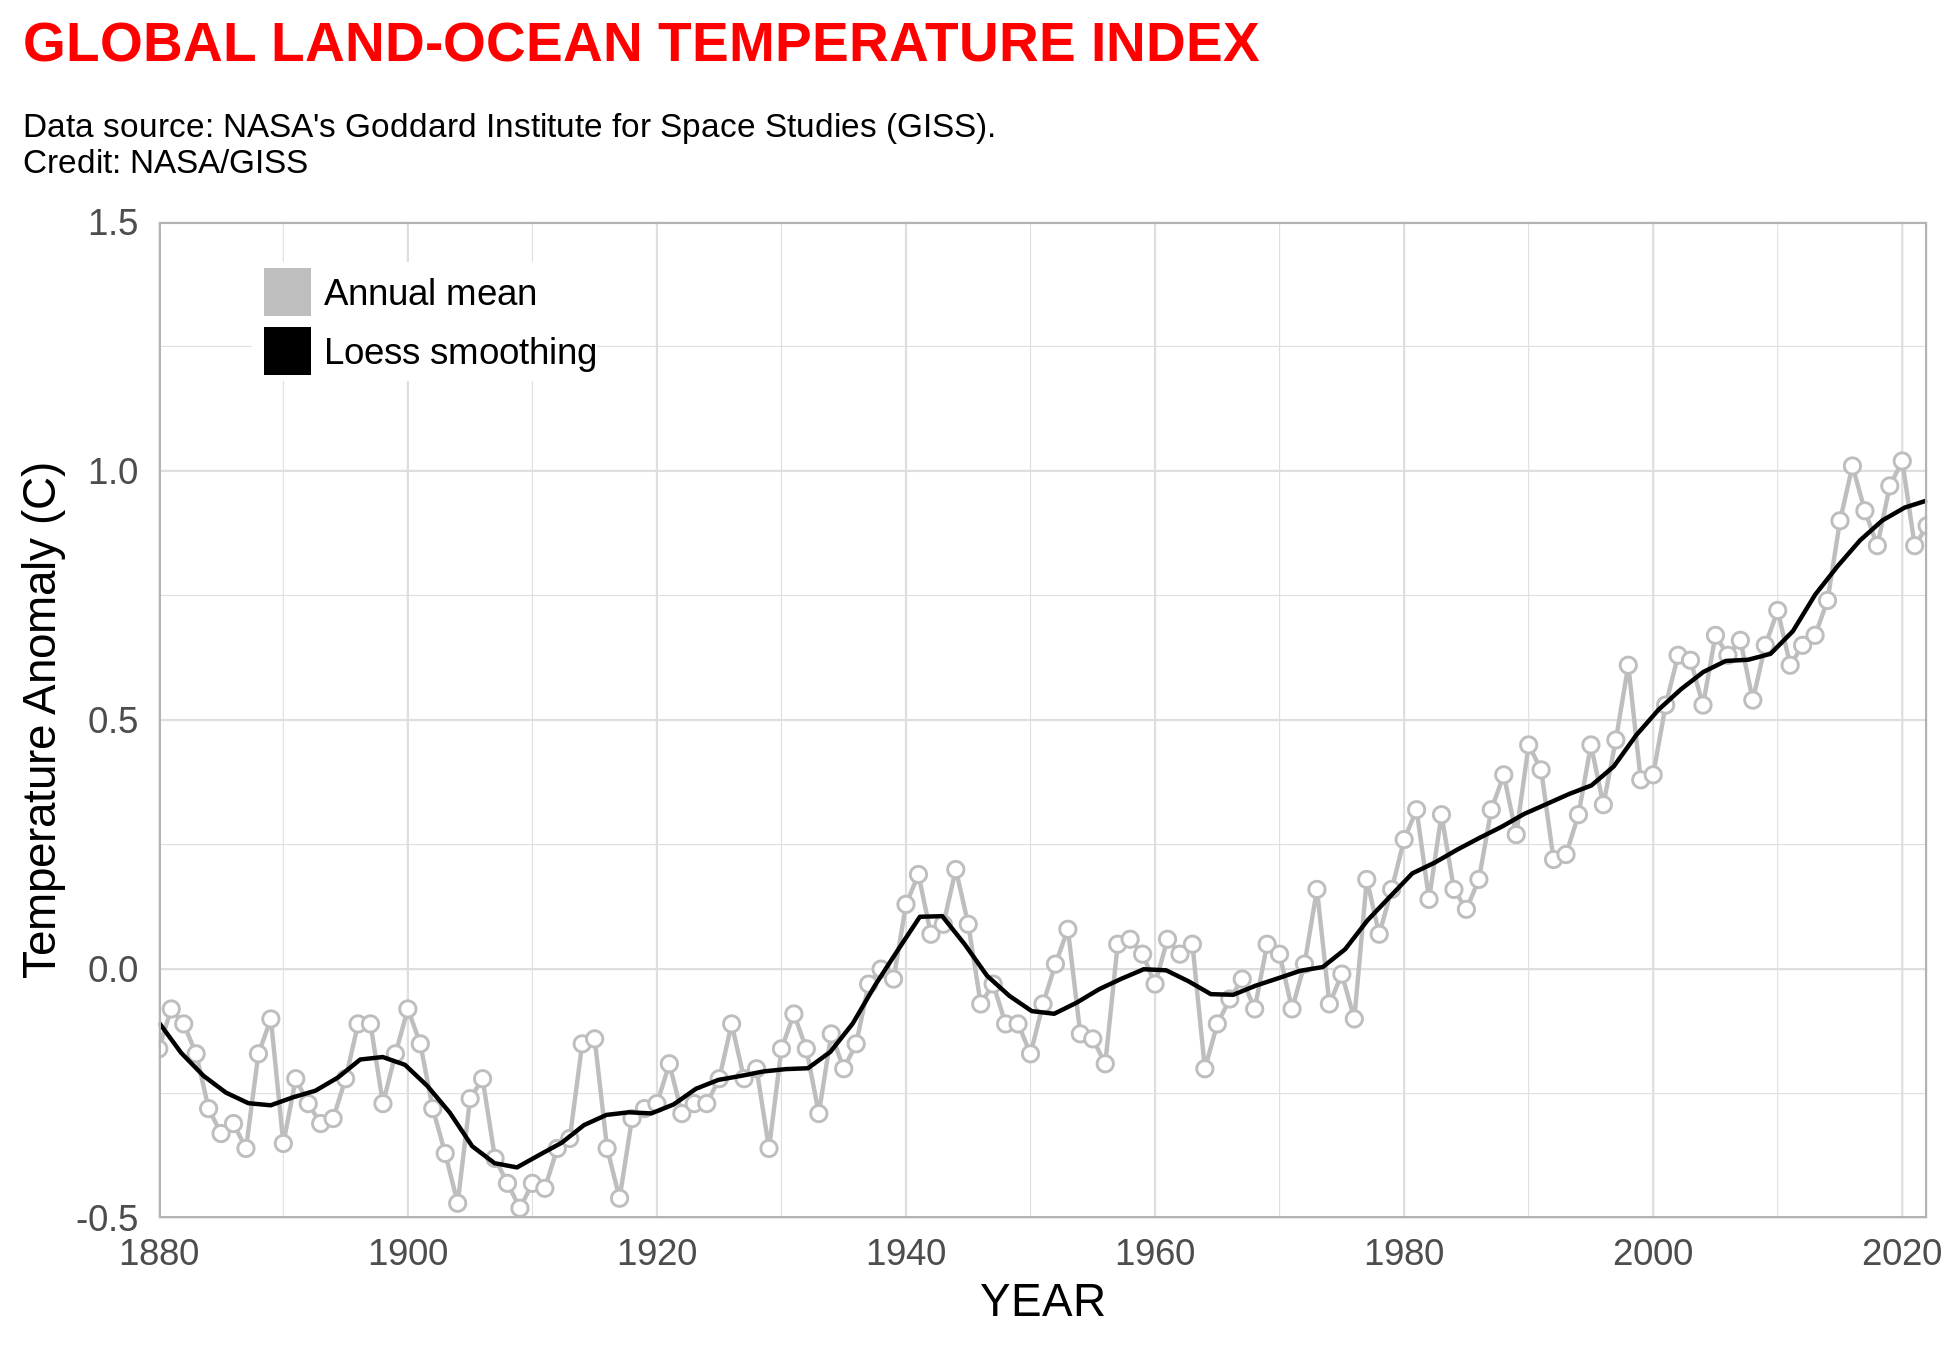 GLOBAL LAND-OCEAN TEMPERATURE INDEX
Data source: NASA's Goddard Institute for Space Studies (GISS).
Credit: NASA/GISS
1.5
1.0
0.5
0.0
-0.5
Temperature Anomaly (C)
Annual mean
Loess smoothing
1880 1900 1920 1940 1960 1980 2000 2020
YEAR